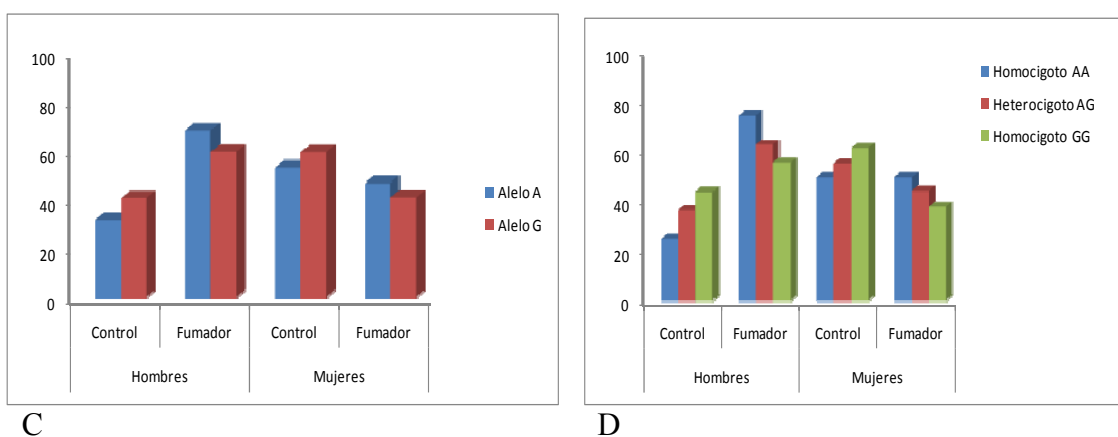 100
80
60
40
20
0
Control Fumador Control Fumador
Hombres Mujeres
Alelo A
Alelo G
C
100
80
60
40
20
0
Control Fumador Control Fumador
Hombres Mujeres
Homocigoto AA
Heterocigoto AG
Homocigoto GG
D